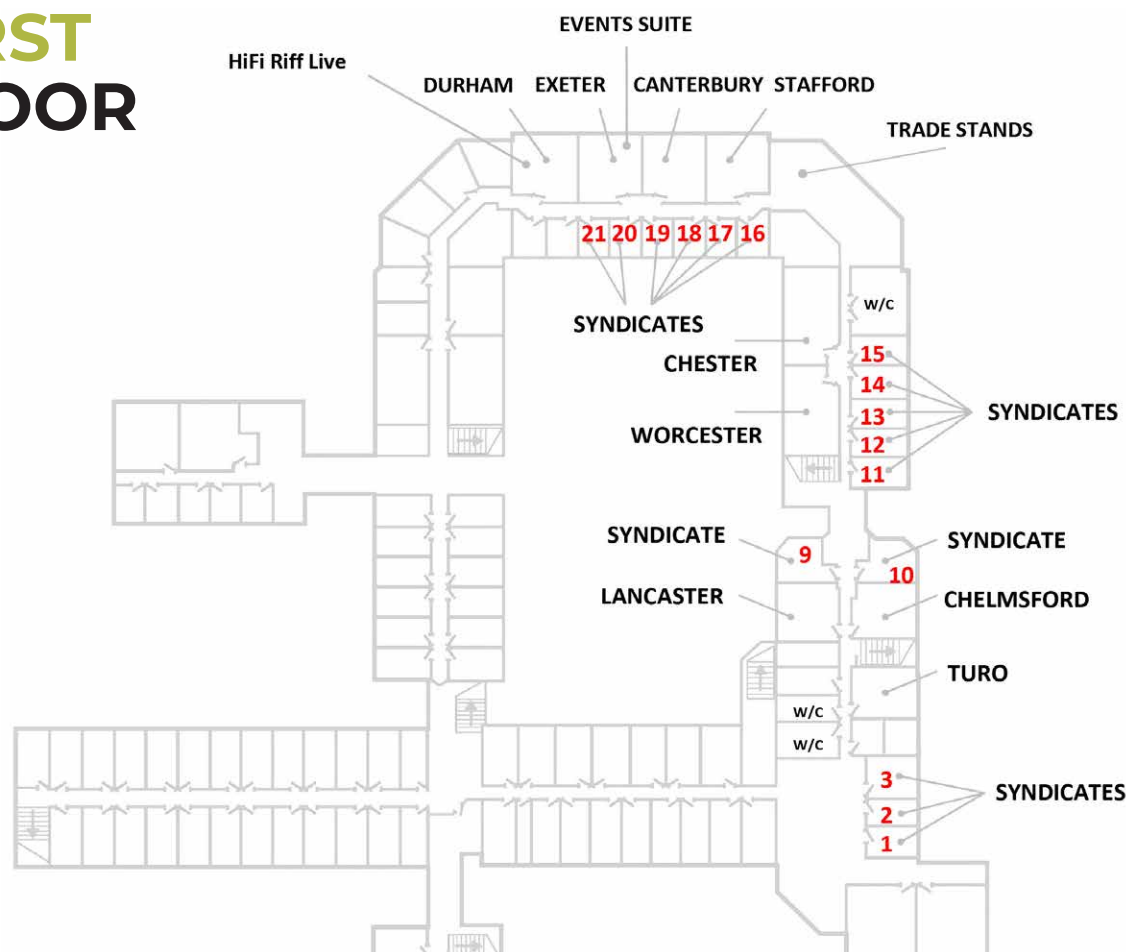 RST
OOR
EVENTS SUITE
HiFi Riff Live
DURHAM EXETER CANTERBURY STAFFORD
TRADE STANDS
21 20 19 18 17 16
SYNDICATES
W/C
CHESTER
15
14
13
12
11
SYNDICATES
WORCESTER
SYNDICATE
9
SYNDICATE
10
LANCASTER
CHELMSFORD
TURO
W/C
W/C
3
2
1
SYNDICATES